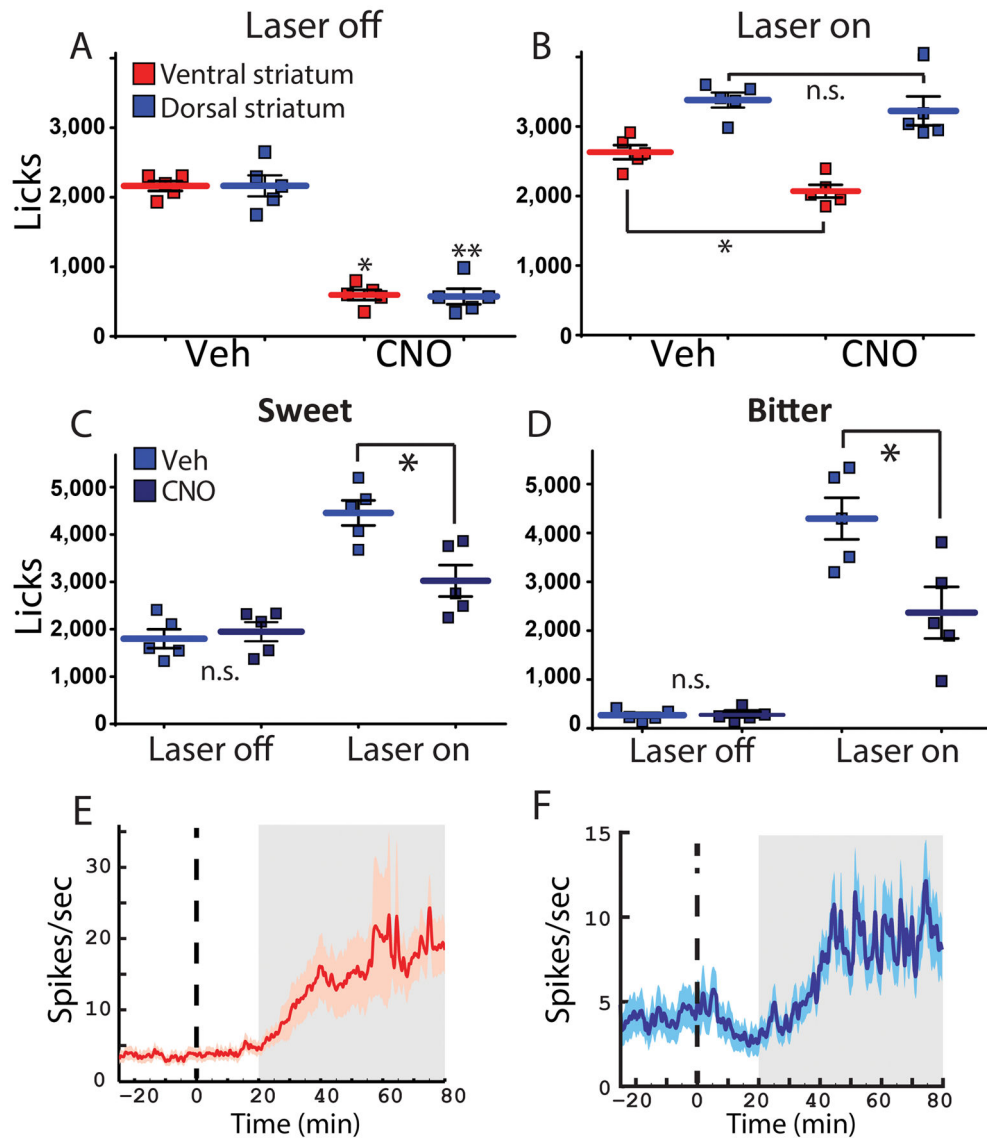 A Laser off
Ventral striatum
Dorsal striatum
Licks
3,000
2,000
1,000
0
* **
Veh CNO
B Laser on
n.s.
3,000
2,000
1,000
0
*
Veh CNO
C Sweet
Veh
CNO
*
Licks
5,000
4,000
3,000
2,000
1,000
0
n.s.
Laser off Laser on
D Bitter
*
5,000
4,000
3,000
2,000
1,000
0
n.s.
Laser off Laser on
E
Spikes/sec
30
20
10
0
−20 0 20 40 60 80
Time (min)
F
Spikes/sec
15
10
5
0
−20 0 20 40 60 80
Time (min)